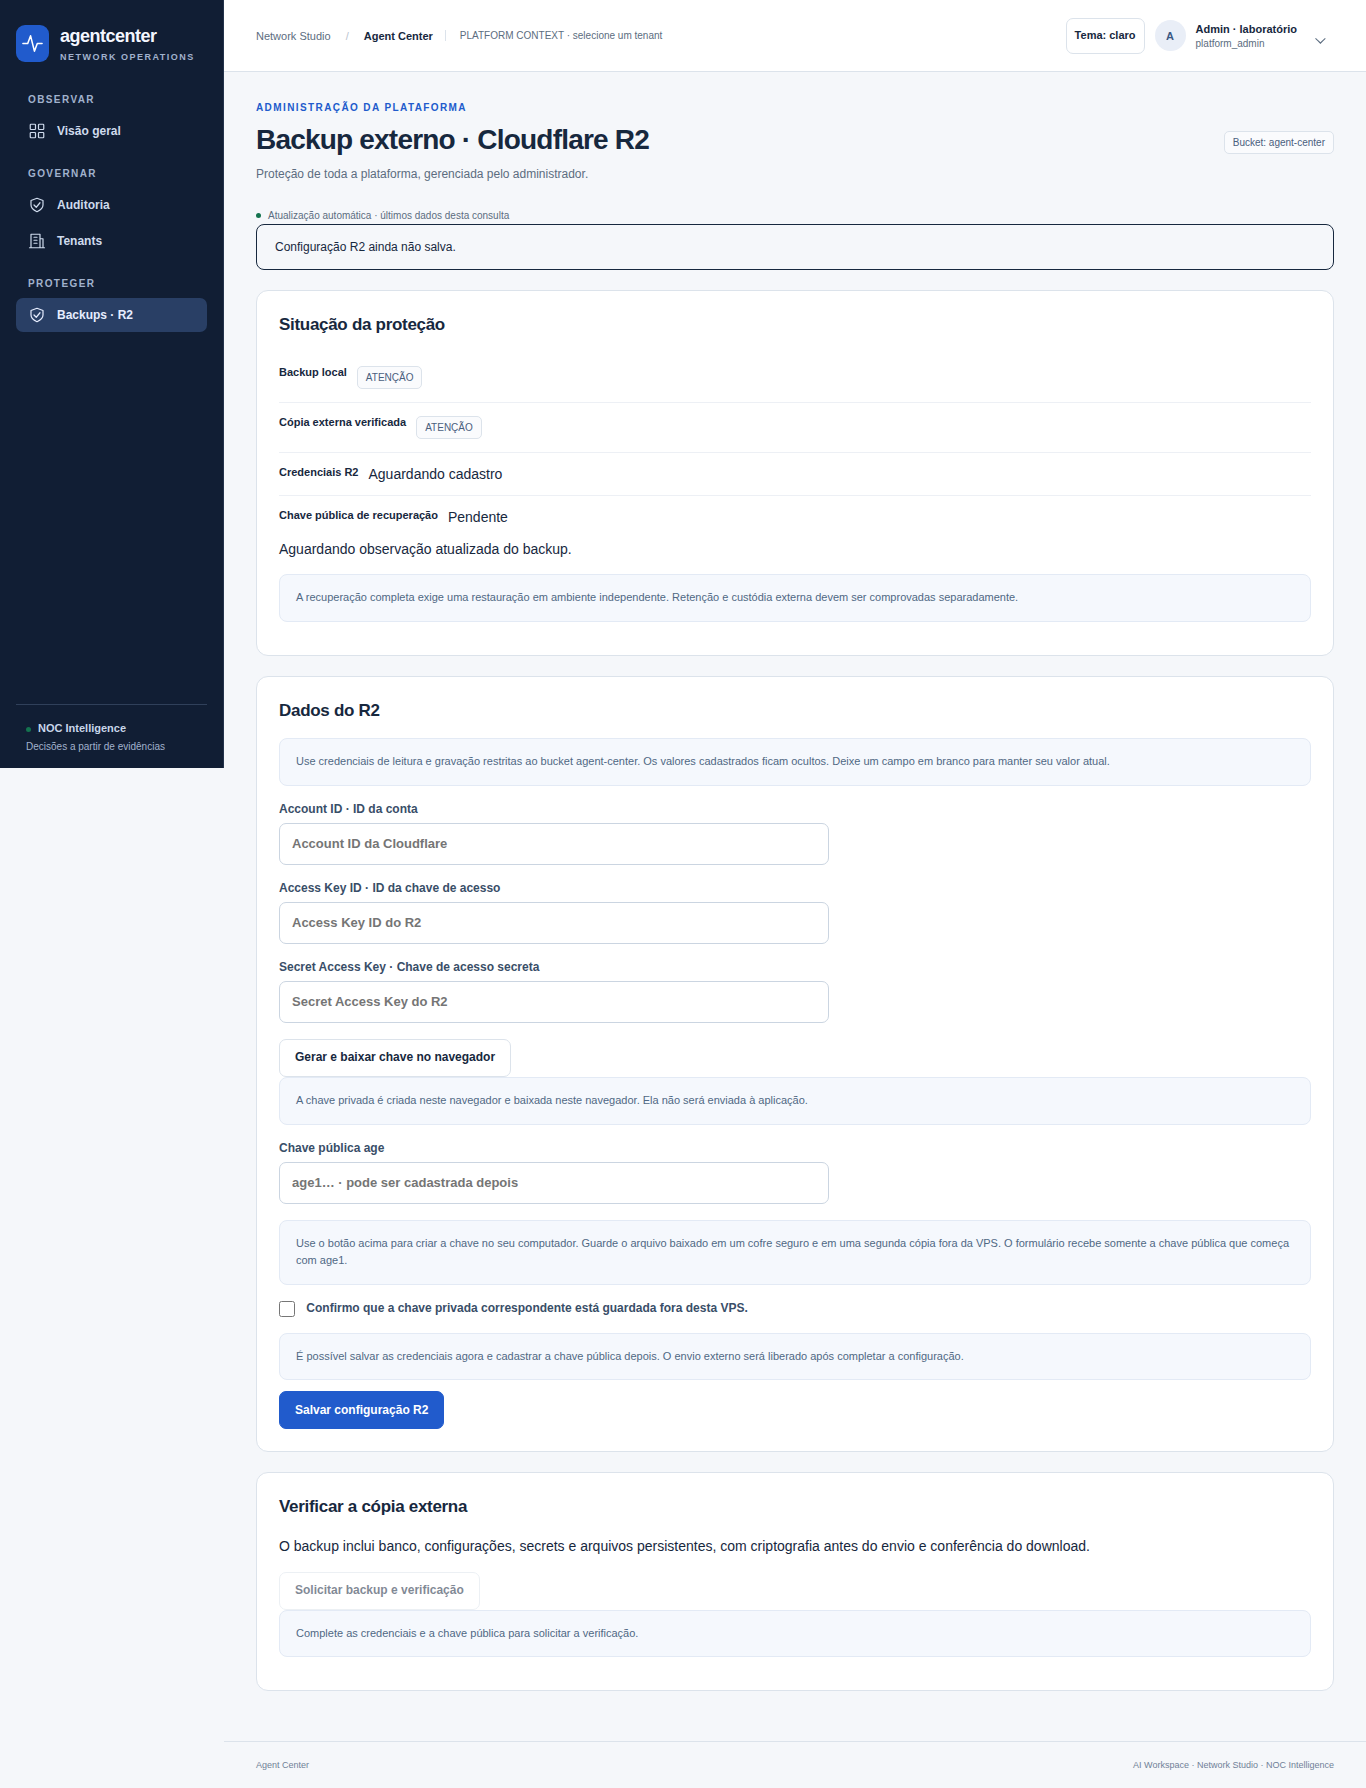 agentcenter
NETWORK OPERATIONS
OBSERVAR
Visão geral
GOVERNAR
Auditoria
Tenants
PROTEGER
Backups · R2
NOC Intelligence
Decisões a partir de evidências
Network Studio / Agent Center PLATFORM CONTEXT · selecione um tenant
Tema: claro
A
Admin · laboratório
platform_admin
ADMINISTRAÇÃO DA PLATAFORMA
Backup externo · Cloudflare R2
Bucket: agent-center
Proteção de toda a plataforma, gerenciada pelo administrador.
Atualização automática · últimos dados desta consulta
Configuração R2 ainda não salva.
Situação da proteção
Backup local ATENÇÃO
Cópia externa verificada ATENÇÃO
Credenciais R2 Aguardando cadastro
Chave pública de recuperação Pendente
Aguardando observação atualizada do backup.
A recuperação completa exige uma restauração em ambiente independente. Retenção e custódia externa devem ser comprovadas separadamente.
Dados do R2
Use credenciais de leitura e gravação restritas ao bucket agent-center. Os valores cadastrados ficam ocultos. Deixe um campo em branco para manter seu valor atual.
Account ID · ID da conta
Account ID da Cloudflare
Access Key ID · ID da chave de acesso
Access Key ID do R2
Secret Access Key · Chave de acesso secreta
Secret Access Key do R2
Gerar e baixar chave no navegador
A chave privada é criada neste navegador e baixada neste navegador. Ela não será enviada à aplicação.
Chave pública age
age1… · pode ser cadastrada depois
Use o botão acima para criar a chave no seu computador. Guarde o arquivo baixado em um cofre seguro e em uma segunda cópia fora da VPS. O formulário recebe somente a chave pública que começa
com age1.
Confirmo que a chave privada correspondente está guardada fora desta VPS.
É possível salvar as credenciais agora e cadastrar a chave pública depois. O envio externo será liberado após completar a configuração.
Salvar configuração R2
Verificar a cópia externa
O backup inclui banco, configurações, secrets e arquivos persistentes, com criptografia antes do envio e conferência do download.
Solicitar backup e verificação
Complete as credenciais e a chave pública para solicitar a verificação.
Agent Center
AI Workspace · Network Studio · NOC Intelligence